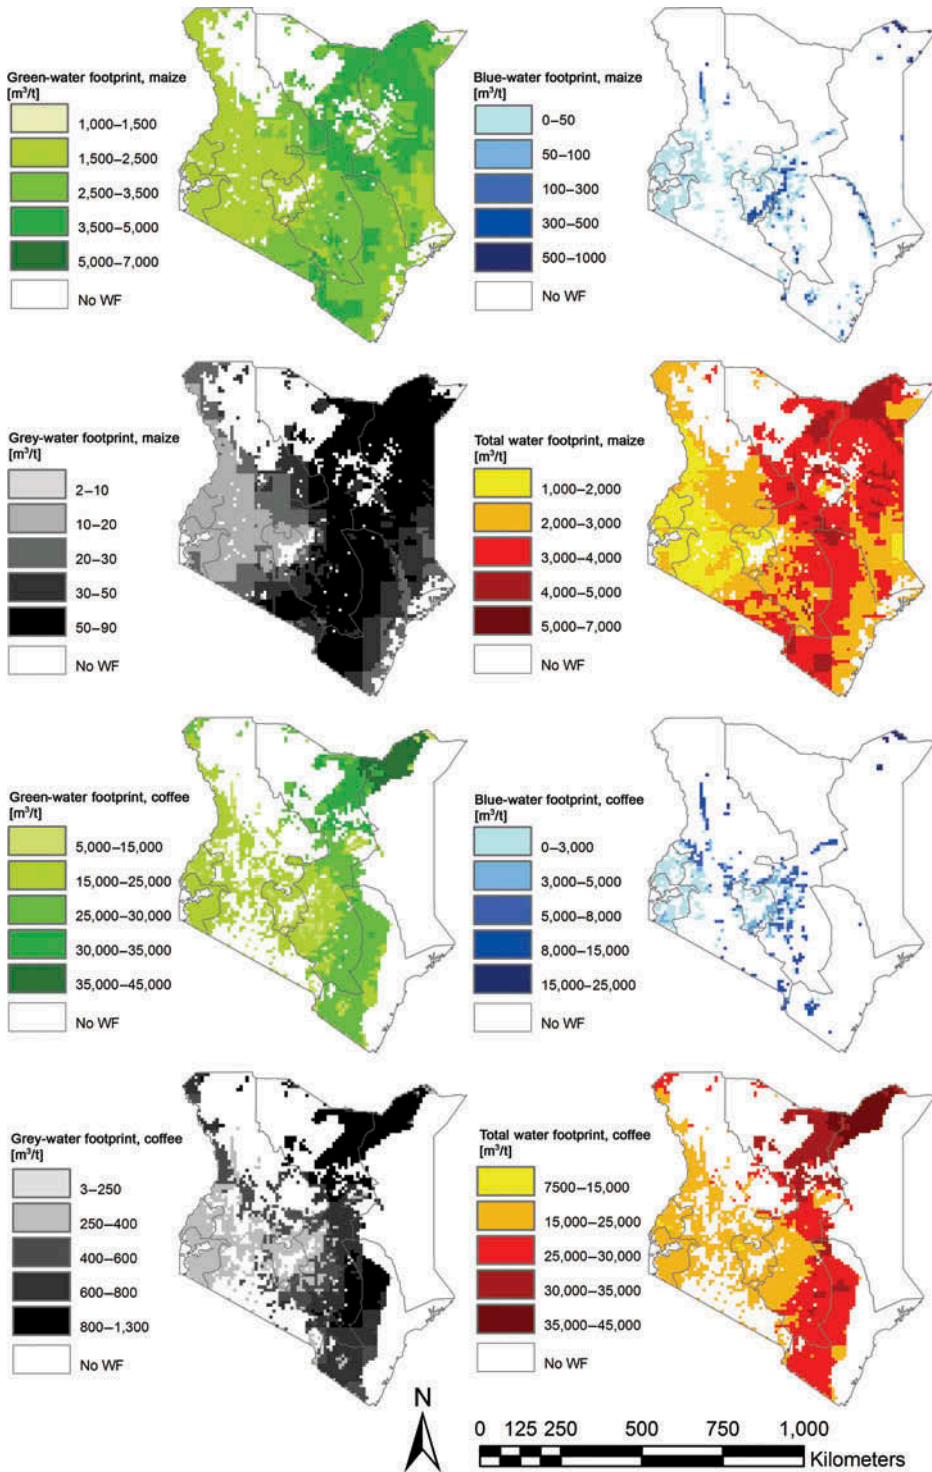 Green-water footprint, maize
[m³/t]
1,000–1,500
1,500–2,500
2,500–3,500
3,500–5,000
5,000–7,000
No WF
Blue-water footprint, maize
[m³/t]
0–50
50–100
100–300
300–500
500–1000
No WF
Grey-water footprint, maize
[m³/t]
2–10
10–20
20–30
30–50
50–90
No WF
Total water footprint, maize
[m³/t]
1,000–2,000
2,000–3,000
3,000–4,000
4,000–5,000
5,000–7,000
No WF
Green-water footprint, coffee
[m³/t]
5,000–15,000
15,000–25,000
25,000–30,000
30,000–35,000
35,000–45,000
No WF
Blue-water footprint, coffee
[m³/t]
0–3,000
3,000–5,000
5,000–8,000
8,000–15,000
15,000–25,000
No WF
Grey-water footprint, coffee
[m³/t]
3–250
250–400
400–600
600–800
800–1,300
No WF
Total water footprint, coffee
[m³/t]
7500–15,000
15,000–25,000
25,000–30,000
30,000–35,000
35,000–45,000
No WF
N
0 125 250 500 750 1,000
Kilometers